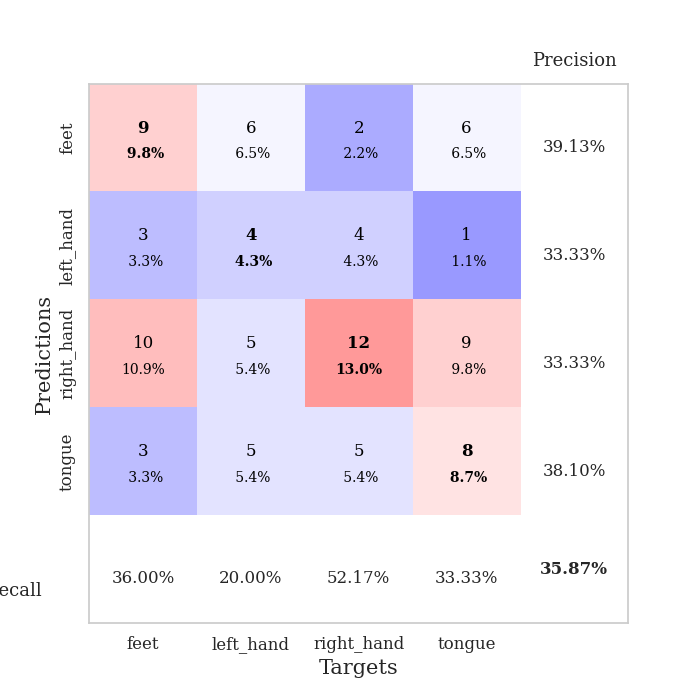 Precision
feet 9 6 2 6 39.13%
9.8% 6.5% 2.2% 6.5%
left_hand 3 4 4 1 33.33%
3.3% 4.3% 4.3% 1.1%
Predictions
right_hand 10 5 12 9 33.33%
10.9% 5.4% 13.0% 9.8%
tongue 3 5 5 8 38.10%
3.3% 5.4% 5.4% 8.7%
ecall 36.00% 20.00% 52.17% 33.33% 35.87%
feet left_hand right_hand tongue
Targets